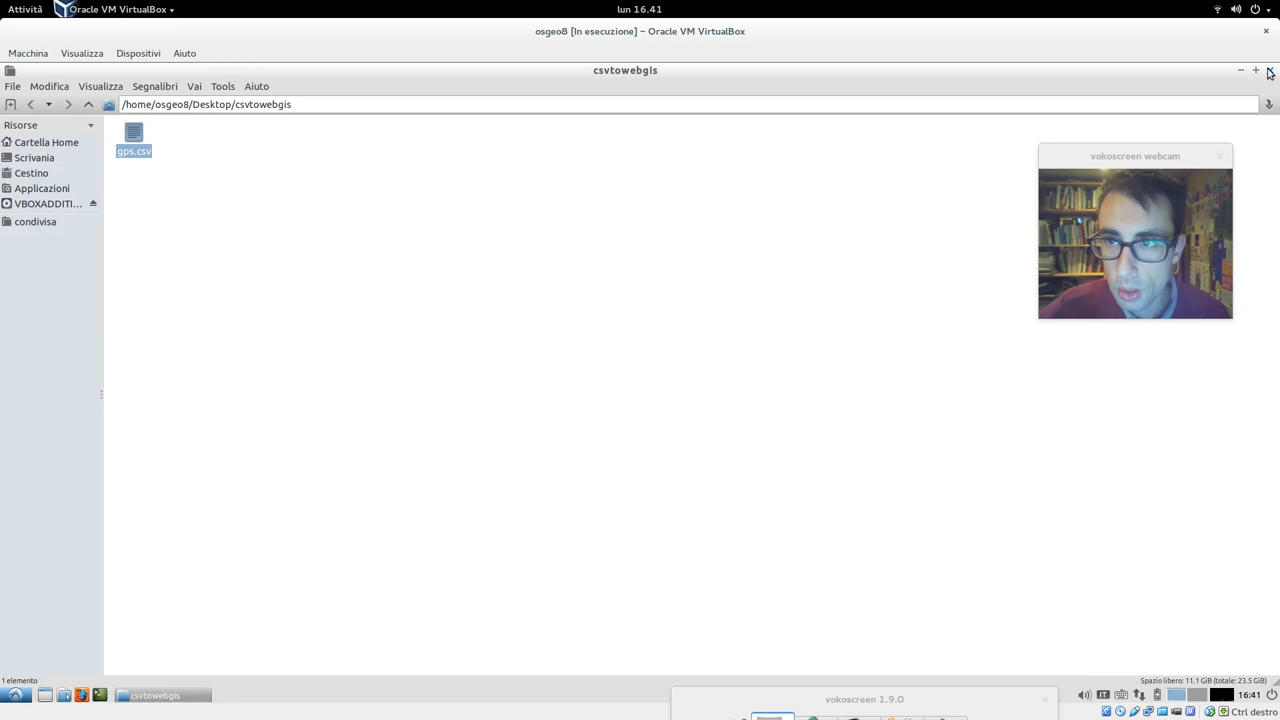 Attività
Oracle VM VirtualBox
lun 16.41
osgeo8 [In esecuzione] – Oracle VM VirtualBox
Macchina Visualizza Dispositivi Aiuto
csvtowebgis
File Modifica Visualizza Segnalibri Vai Tools Aiuto
/home/osgeo8/Desktop/csvtowebgis
Risorse
Cartella Home
Scrivania
Cestino
Applicazioni
VBOXADDITI...
condivisa
gps.csv
vokoscreen webcam
1 elemento
Spazio libero: 11.1 GiB (totale: 23.5 GiB)
csvtowebgis
vokoscreen 1.9.0
IT
16:41
Ctrl destro